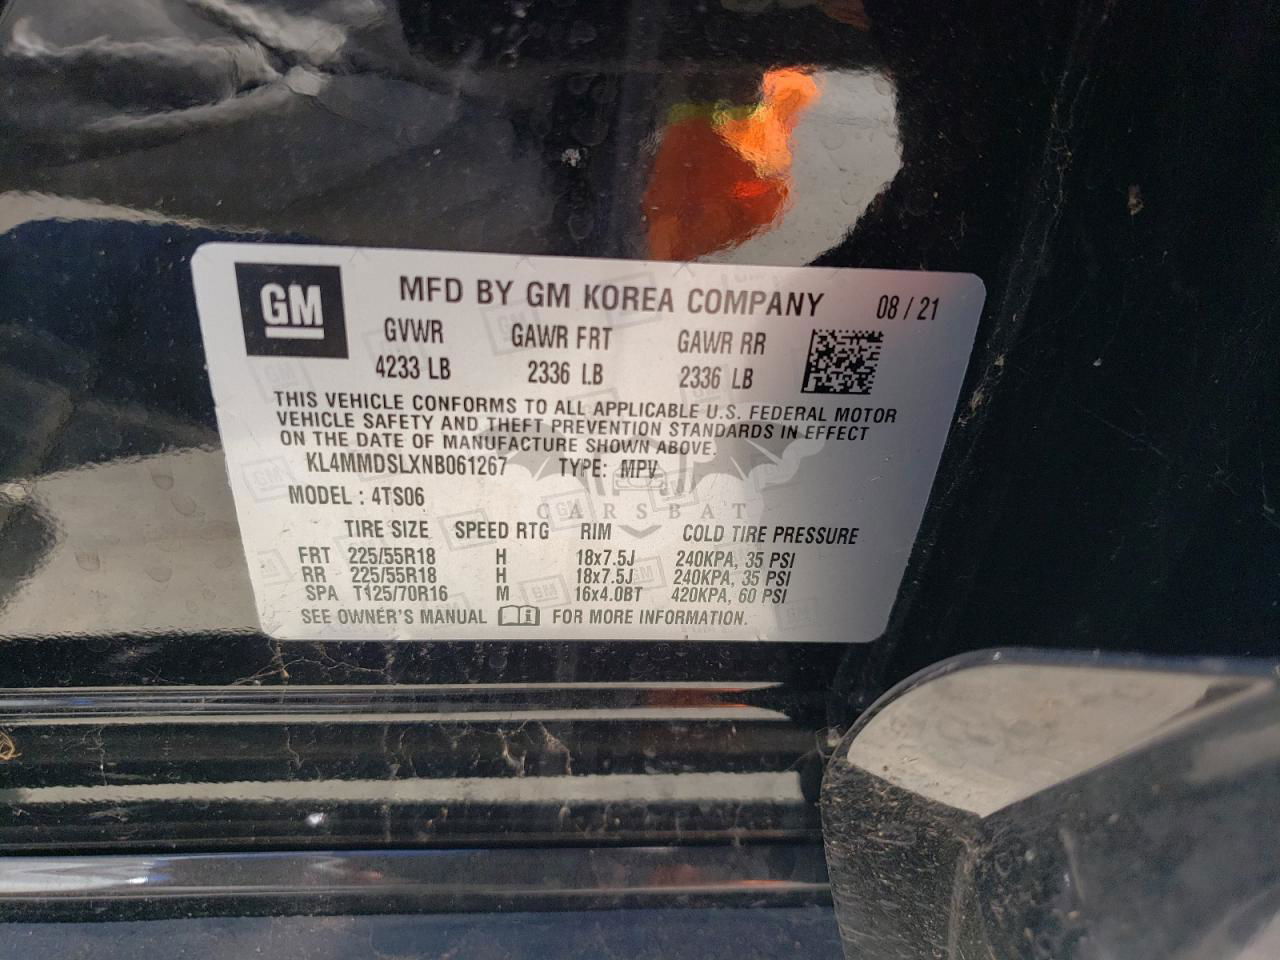 GM
MFD BY GM KOREA COMPANY 08 / 21
GVWR GAWR FRT GAWR RR
4233 LB 2336 LB 2336 LB
THIS VEHICLE CONFORMS TO ALL APPLICABLE U.S. FEDERAL MOTOR
VEHICLE SAFETY AND THEFT PREVENTION STANDARDS IN EFFECT
ON THE DATE OF MANUFACTURE SHOWN ABOVE.
KL4MMDSLXNB061267 TYPE: MPV
MODEL : 4TS06
CARSBAT
TIRE SIZE SPEED RTG RIM COLD TIRE PRESSURE
FRT 225/55R18 H 18x7.5J 240KPA, 35 PSI
RR 225/55R18 H 18x7.5J 240KPA, 35 PSI
SPA T125/70R16 M 16x4.0BT 420KPA, 60 PSI
SEE OWNER'S MANUAL FOR MORE INFORMATION.